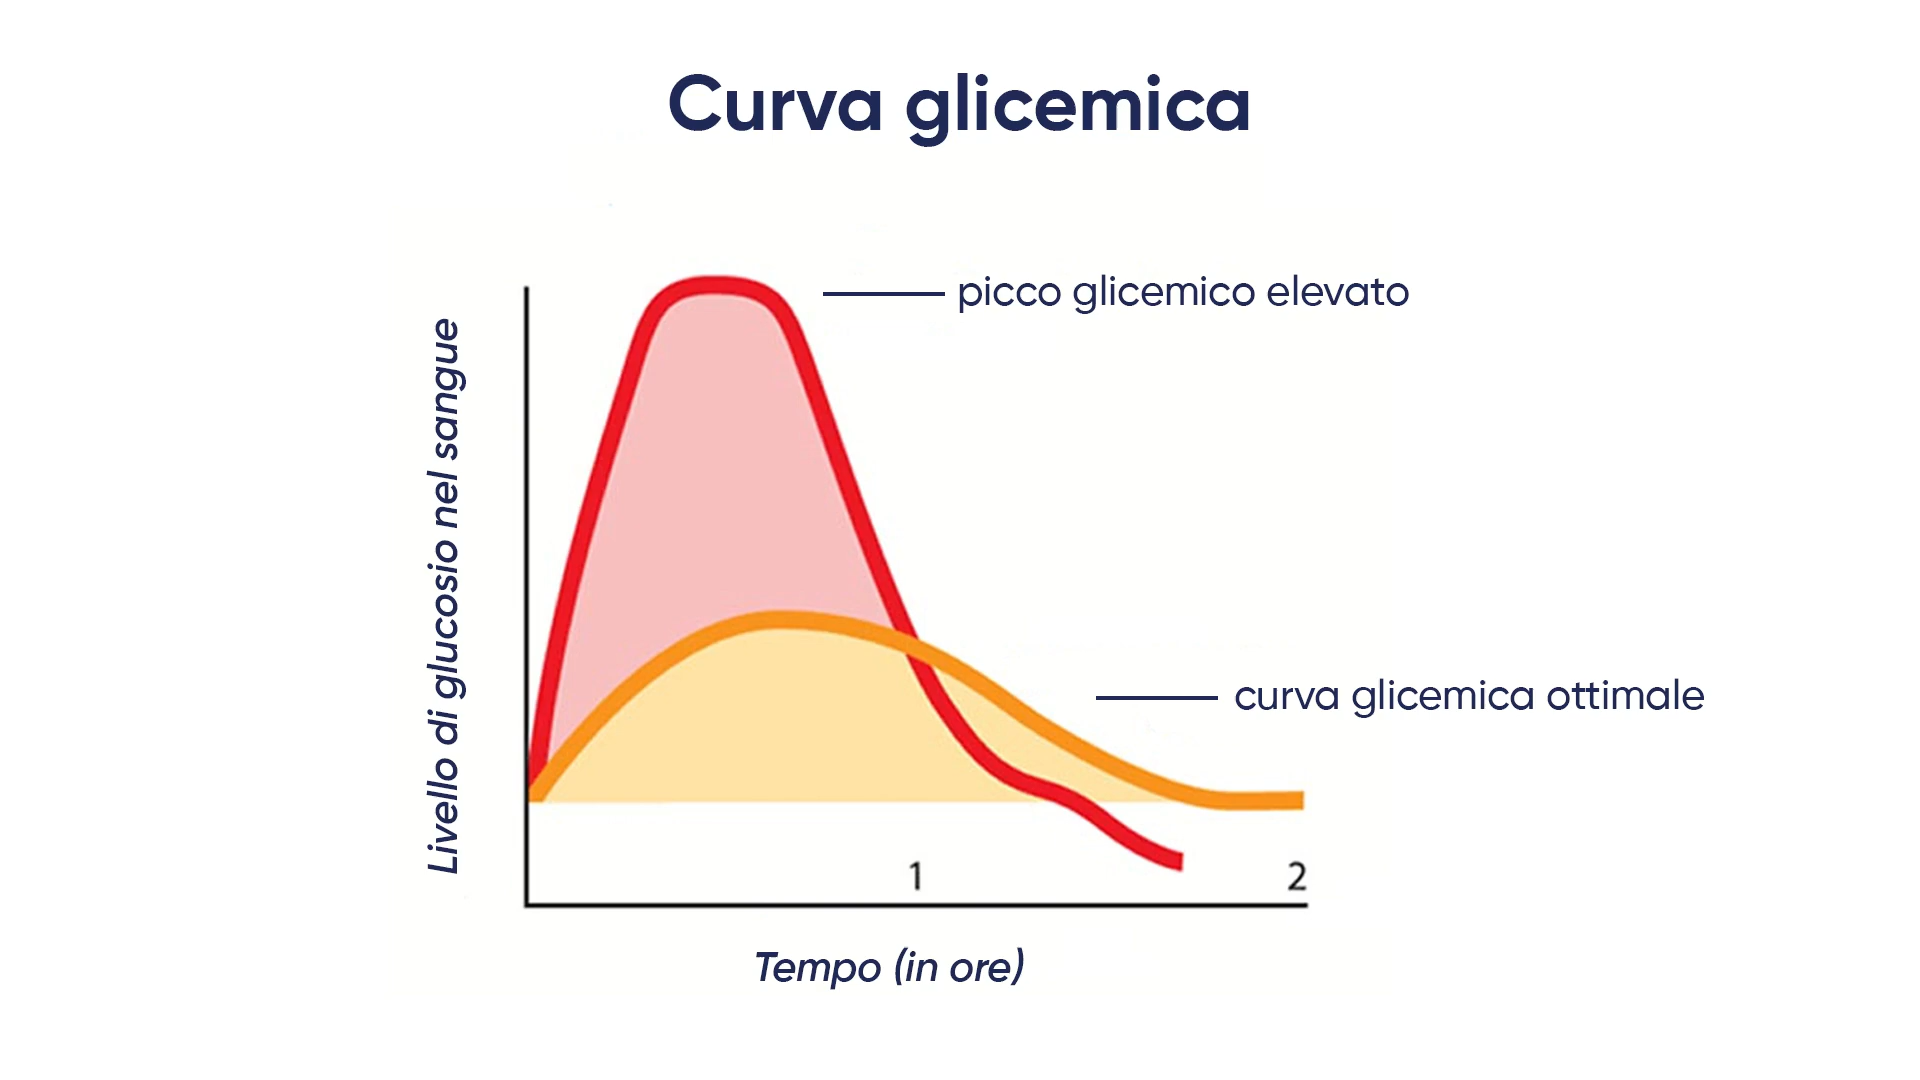 Curva glicemica
picco glicemico elevato
Livello di glucosio nel sangue
curva glicemica ottimale
1
2
Tempo (in ore)